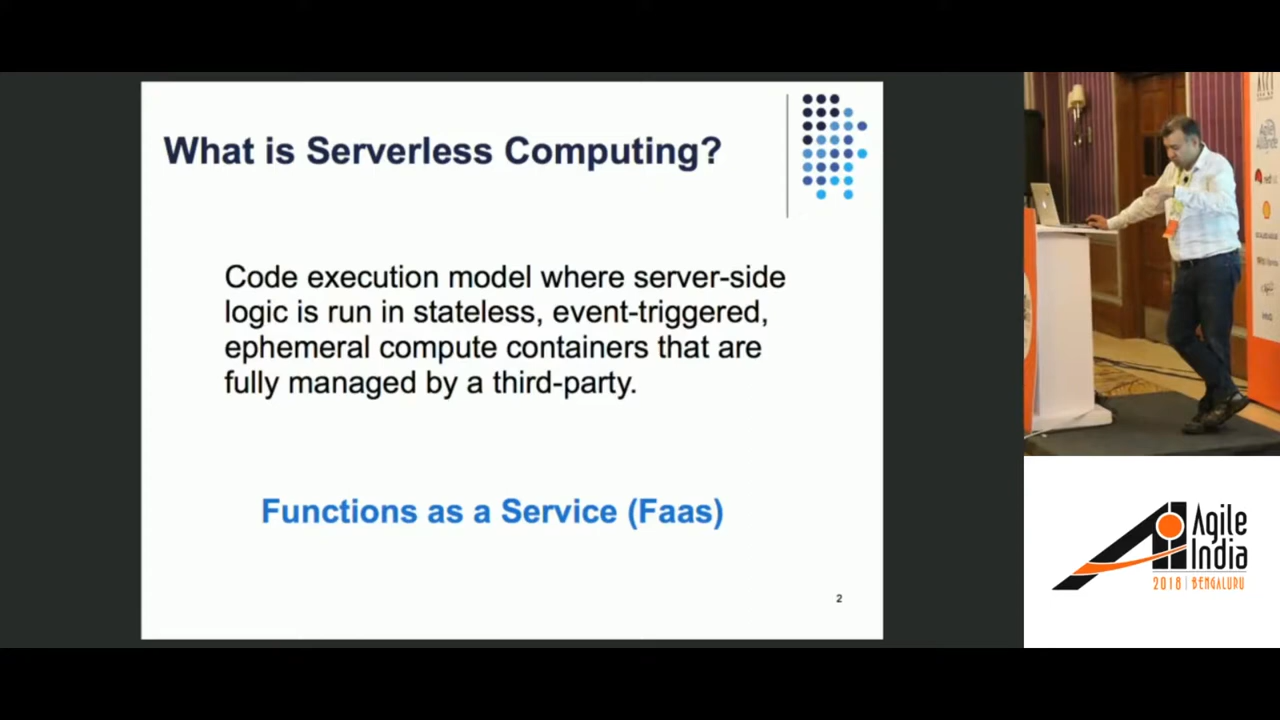 What is Serverless Computing?
Code execution model where server-side
logic is run in stateless, event-triggered,
ephemeral compute containers that are
fully managed by a third-party.
Functions as a Service (Faas)
2
Agile
India
2018 | BENGALURU